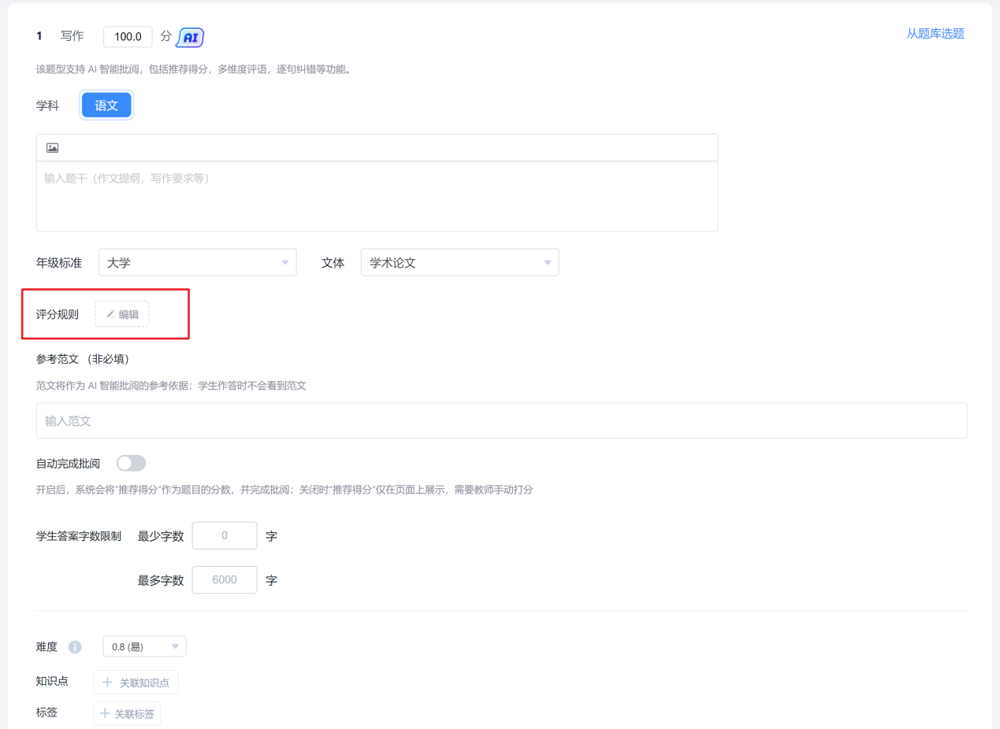 1 写作 100.0 分 AI 从题库选题
该题型支持 AI 智能批阅，包括推荐得分，多维度评语，逐句纠错等功能。
学科 语文
输入题干（作文提纲，写作要求等）
年级标准 大学 文体 学术论文
评分规则 编辑
参考范文 （非必填）
范文将作为 AI 智能批阅的参考依据；学生作答时不会看到范文
输入范文
自动完成批阅
开启后，系统会将“推荐得分”作为题目的分数，并完成批阅；关闭时“推荐得分”仅在页面上展示，需要教师手动打分
学生答案字数限制 最少字数 0 字
最多字数 6000 字
难度 0.8 (易)
知识点 关联知识点
标签 关联标签